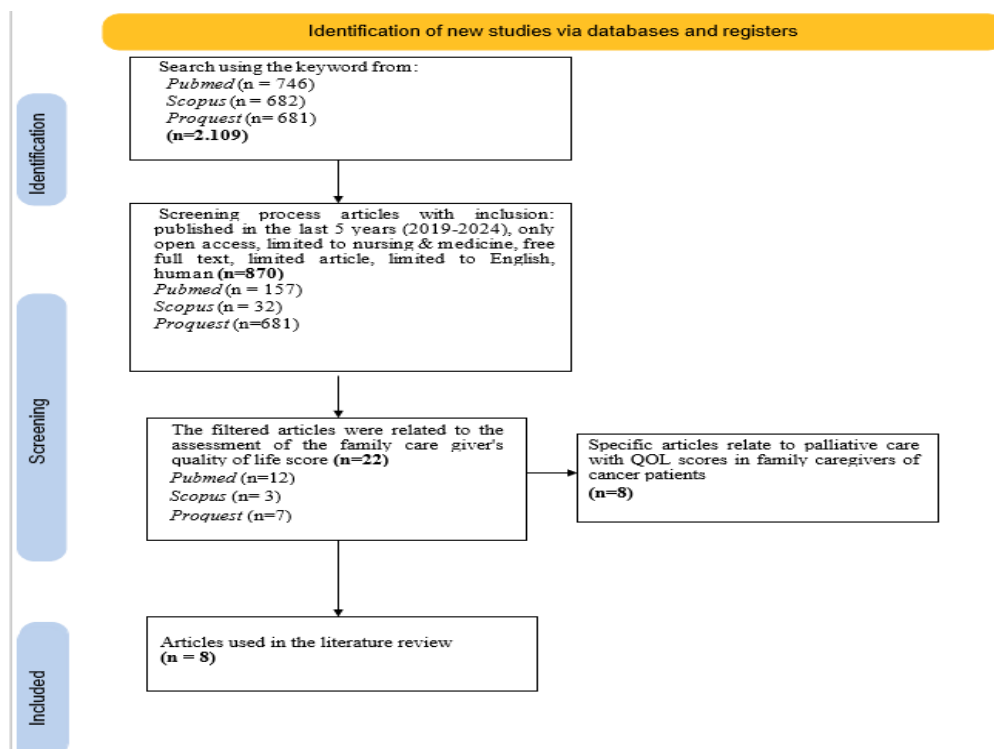 Identification of new studies via databases and registers
Identification
Search using the keyword from:
Pubmed (n = 746)
Scopus (n = 682)
Proquest (n= 681)
(n=2.109)
Screening process articles with inclusion:
published in the last 5 years (2019-2024), only
open access, limited to nursing & medicine, free
full text, limited article, limited to English,
human (n=870)
Pubmed (n = 157)
Scopus (n = 32)
Proquest (n=681)
Screening
The filtered articles were related to the
assessment of the family care giver's
quality of life score (n=22)
Pubmed (n=12)
Scopus (n= 3)
Proquest (n=7)
Specific articles relate to palliative care
with QOL scores in family caregivers of
cancer patients
(n=8)
Included
Articles used in the literature review
(n = 8)